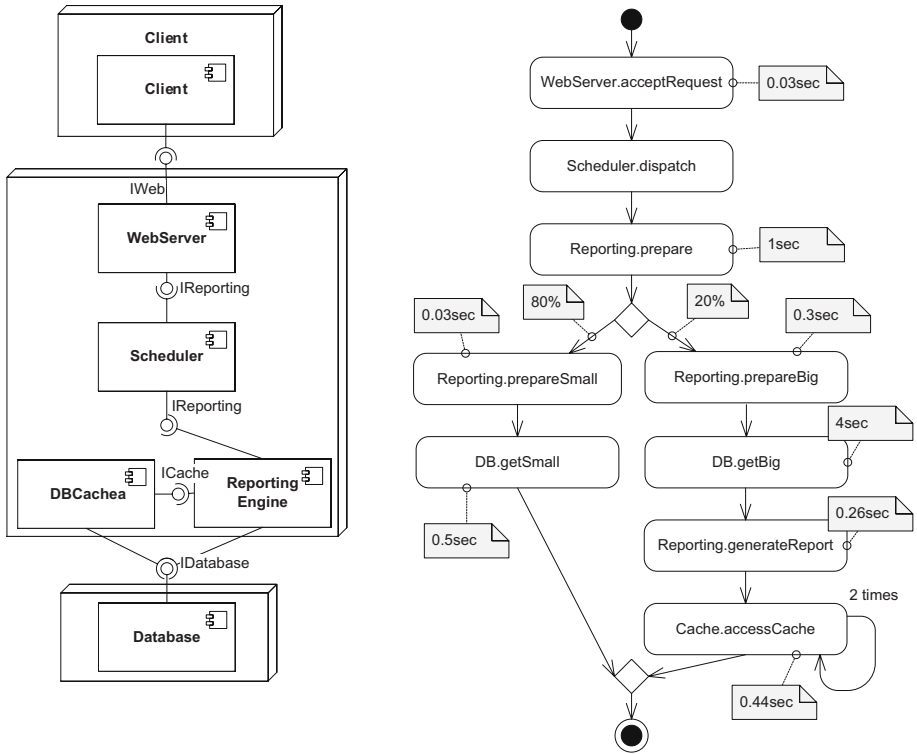 Client
Client
IWeb
WebServer
IReporting
Scheduler
IReporting
DBCachea
ICache
Reporting
Engine
IDatabase
Database
WebServer.acceptRequest
0.03sec
Scheduler.dispatch
Reporting.prepare
1sec
0.03sec
80%
20%
0.3sec
Reporting.prepareSmall
Reporting.prepareBig
4sec
DB.getSmall
DB.getBig
0.5sec
0.26sec
Reporting.generateReport
2 times
Cache.accessCache
0.44sec